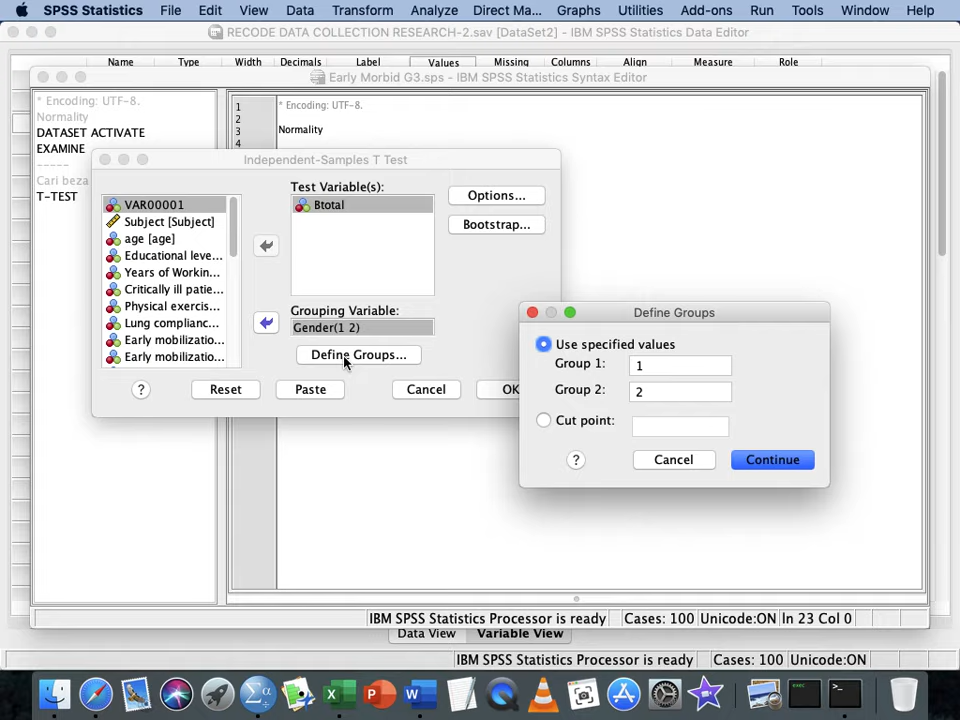 SPSS Statistics File Edit View Data Transform Analyze Direct Ma... Graphs Utilities Add-ons Run Tools Window Help
RECODE DATA COLLECTION RESEARCH-2.sav [DataSet2] - IBM SPSS Statistics Data Editor
Name Type Width Decimals Label Values Missing Columns Align Measure Role
Early Morbid G3.sps - IBM SPSS Statistics Syntax Editor
* Encoding: UTF-8.
Normality
DATASET ACTIVATE
EXAMINE
-----
Cari beza
T-TEST
1 * Encoding: UTF-8.
2
3 Normality
4
Independent-Samples T Test
VAR00001
Subject [Subject]
age [age]
Educational leve...
Years of Workin...
Critically ill patie...
Physical exercis...
Lung complianc...
Early mobilizatio...
Early mobilizatio...
Test Variable(s):
Btotal
Grouping Variable:
Gender(1 2)
Define Groups...
Options...
Bootstrap...
? Reset Paste Cancel OK
Define Groups
Use specified values
Group 1: 1
Group 2: 2
Cut point:
? Cancel Continue
IBM SPSS Statistics Processor is ready Cases: 100 Unicode:ON In 23 Col 0
Data View Variable View
IBM SPSS Statistics Processor is ready Cases: 100 Unicode:ON